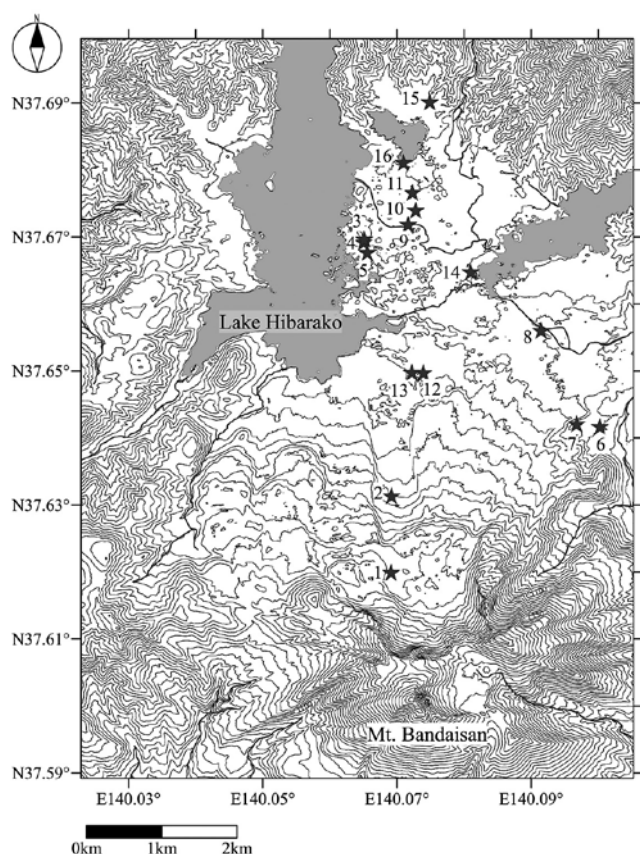 N
N37.69°
15
16
11
10
3
N37.67°
4
9
5
14
Lake Hibarako
8
N37.65°
13 12
7 6
2
N37.63°
1
N37.61°
Mt. Bandaisan
N37.59°
E140.03° E140.05° E140.07° E140.09°
0km 1km 2km